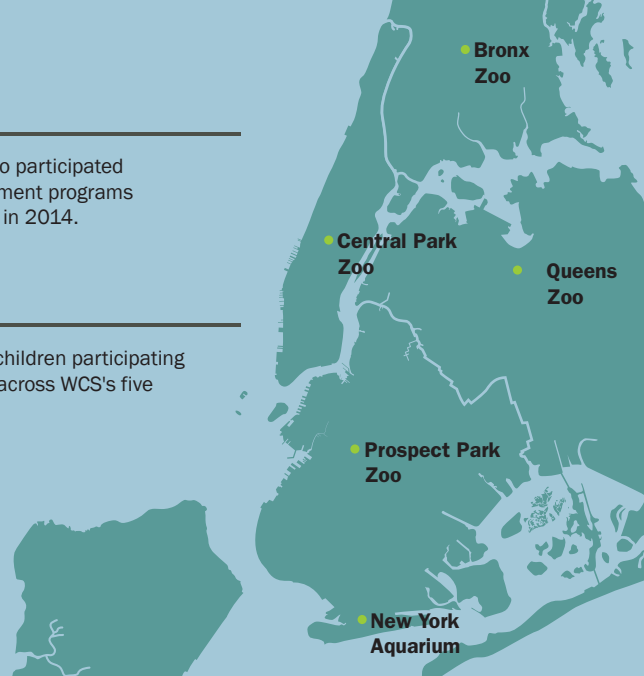 Bronx
Zoo
o participated
ment programs
in 2014.
Central Park
Zoo
Queens
Zoo
children participating
across WCS's five
Prospect Park
Zoo
New York
Aquarium